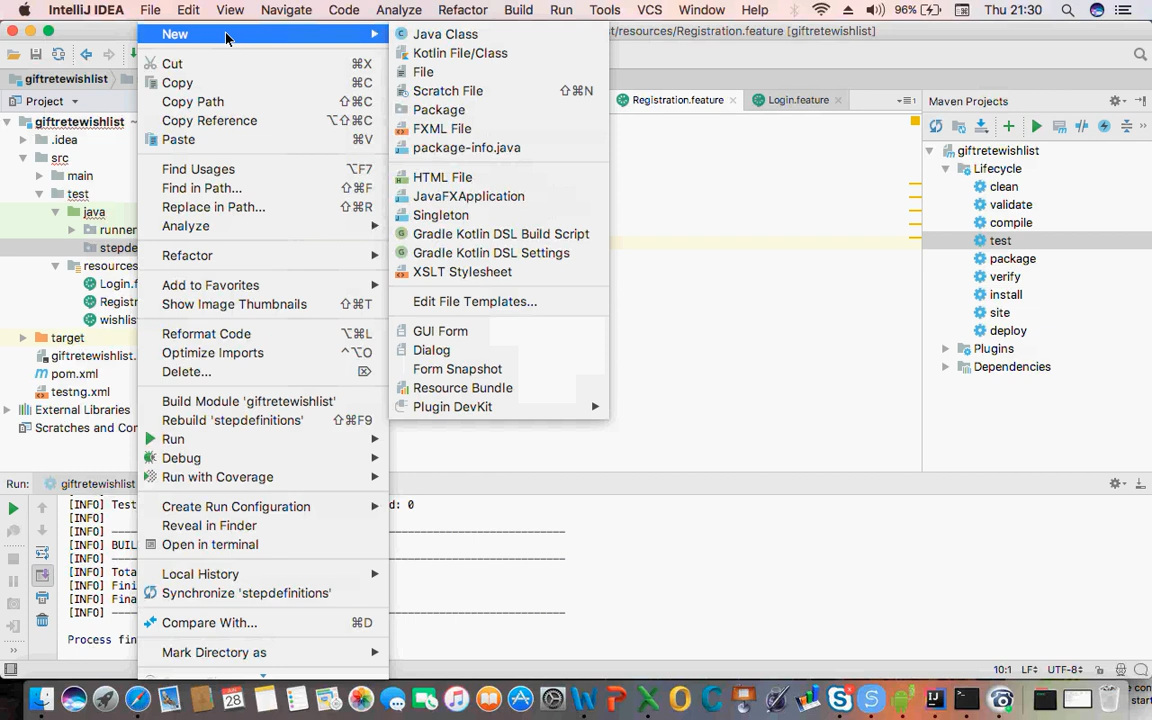 IntelliJ IDEA File Edit View Navigate Code Analyze Refactor Build Run Tools VCS Window Help 96% Thu 21:30
st/resources/Registration.feature [giftretewishlist]
giftretewishlist
Project
Registration.feature
Login.feature
Maven Projects
giftretewishlist
.idea
src
main
test
java
runner
stepde
resources
Login.f
Registr
wishlis
target
giftretewishlist.
pom.xml
testng.xml
External Libraries
Scratches and Co
New
Cut ⌘X
Copy ⌘C
Copy Path ⇧⌘C
Copy Reference ⌥⇧⌘C
Paste ⌘V
Find Usages ⌥F7
Find in Path... ⇧⌘F
Replace in Path... ⇧⌘R
Analyze
Refactor
Add to Favorites
Show Image Thumbnails ⇧⌘T
Reformat Code ⌥⌘L
Optimize Imports ^⌥O
Delete... ⌦
Build Module 'giftretewishlist'
Rebuild 'stepdefinitions' ⇧⌘F9
Run
Debug
Run with Coverage
Create Run Configuration
Reveal in Finder
Open in terminal
Local History
Synchronize 'stepdefinitions'
Compare With... ⌘D
Mark Directory as
Java Class
Kotlin File/Class
File
Scratch File ⇧⌘N
Package
FXML File
package-info.java
HTML File
JavaFXApplication
Singleton
Gradle Kotlin DSL Build Script
Gradle Kotlin DSL Settings
XSLT Stylesheet
Edit File Templates...
GUI Form
Dialog
Form Snapshot
Resource Bundle
Plugin DevKit
giftretewishlist
Lifecycle
clean
validate
compile
test
package
verify
install
site
deploy
Plugins
Dependencies
Run: giftretewishlis
[INFO] Test d: 0
[INFO]
[INFO] ------------------------------------------------------------------------
[INFO] BUIL
[INFO] ------------------------------------------------------------------------
[INFO] Tota
[INFO] Fini
[INFO] Fina
[INFO] ------------------------------------------------------------------------
Process fin
10:1 LF÷ UTF-8÷